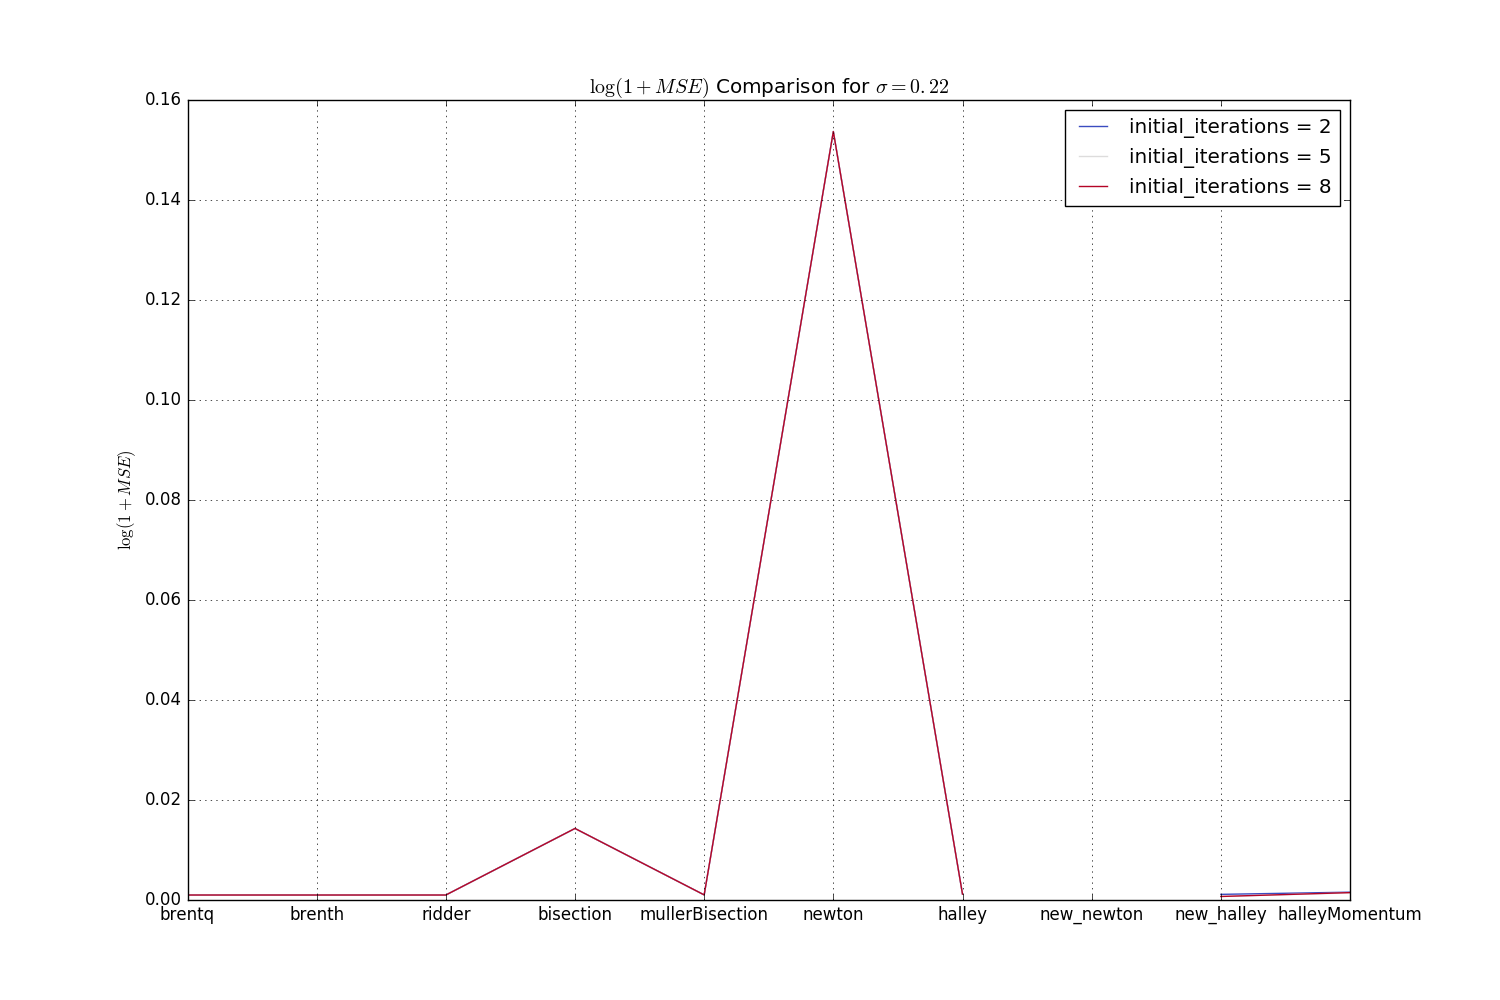 log(1 + MSE) Comparison for σ = 0.22
initial_iterations = 2
initial_iterations = 5
initial_iterations = 8
log(1 + MSE)
0.16
0.14
0.12
0.10
0.08
0.06
0.04
0.02
0.00
brentq brenth ridder bisection mullerBisection newton halley new_newton new_halley halleyMomentum